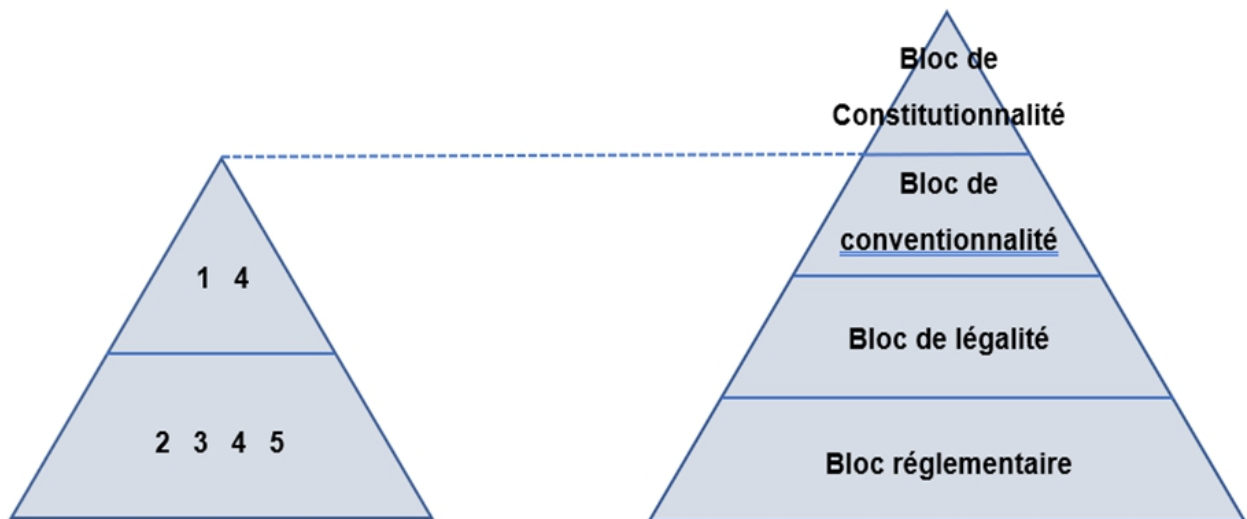 1 4
2 3 4 5
Bloc de
Constitutionnalité
Bloc de
conventionnalité
Bloc de légalité
Bloc réglementaire